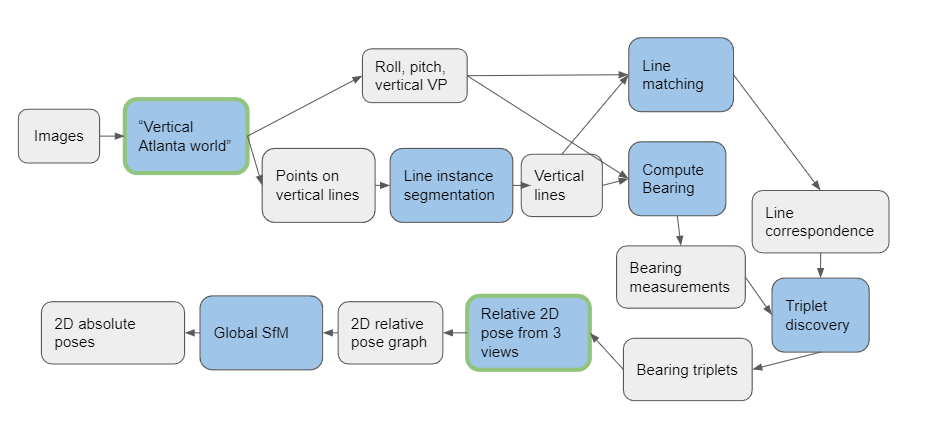 Images
“Vertical
Atlanta world”
Roll, pitch,
vertical VP
Points on
vertical lines
Line instance
segmentation
Vertical
lines
Line
matching
Compute
Bearing
Line
correspondence
Bearing
measurements
Triplet
discovery
Bearing triplets
Relative 2D
pose from 3
views
2D relative
pose graph
Global SfM
2D absolute
poses